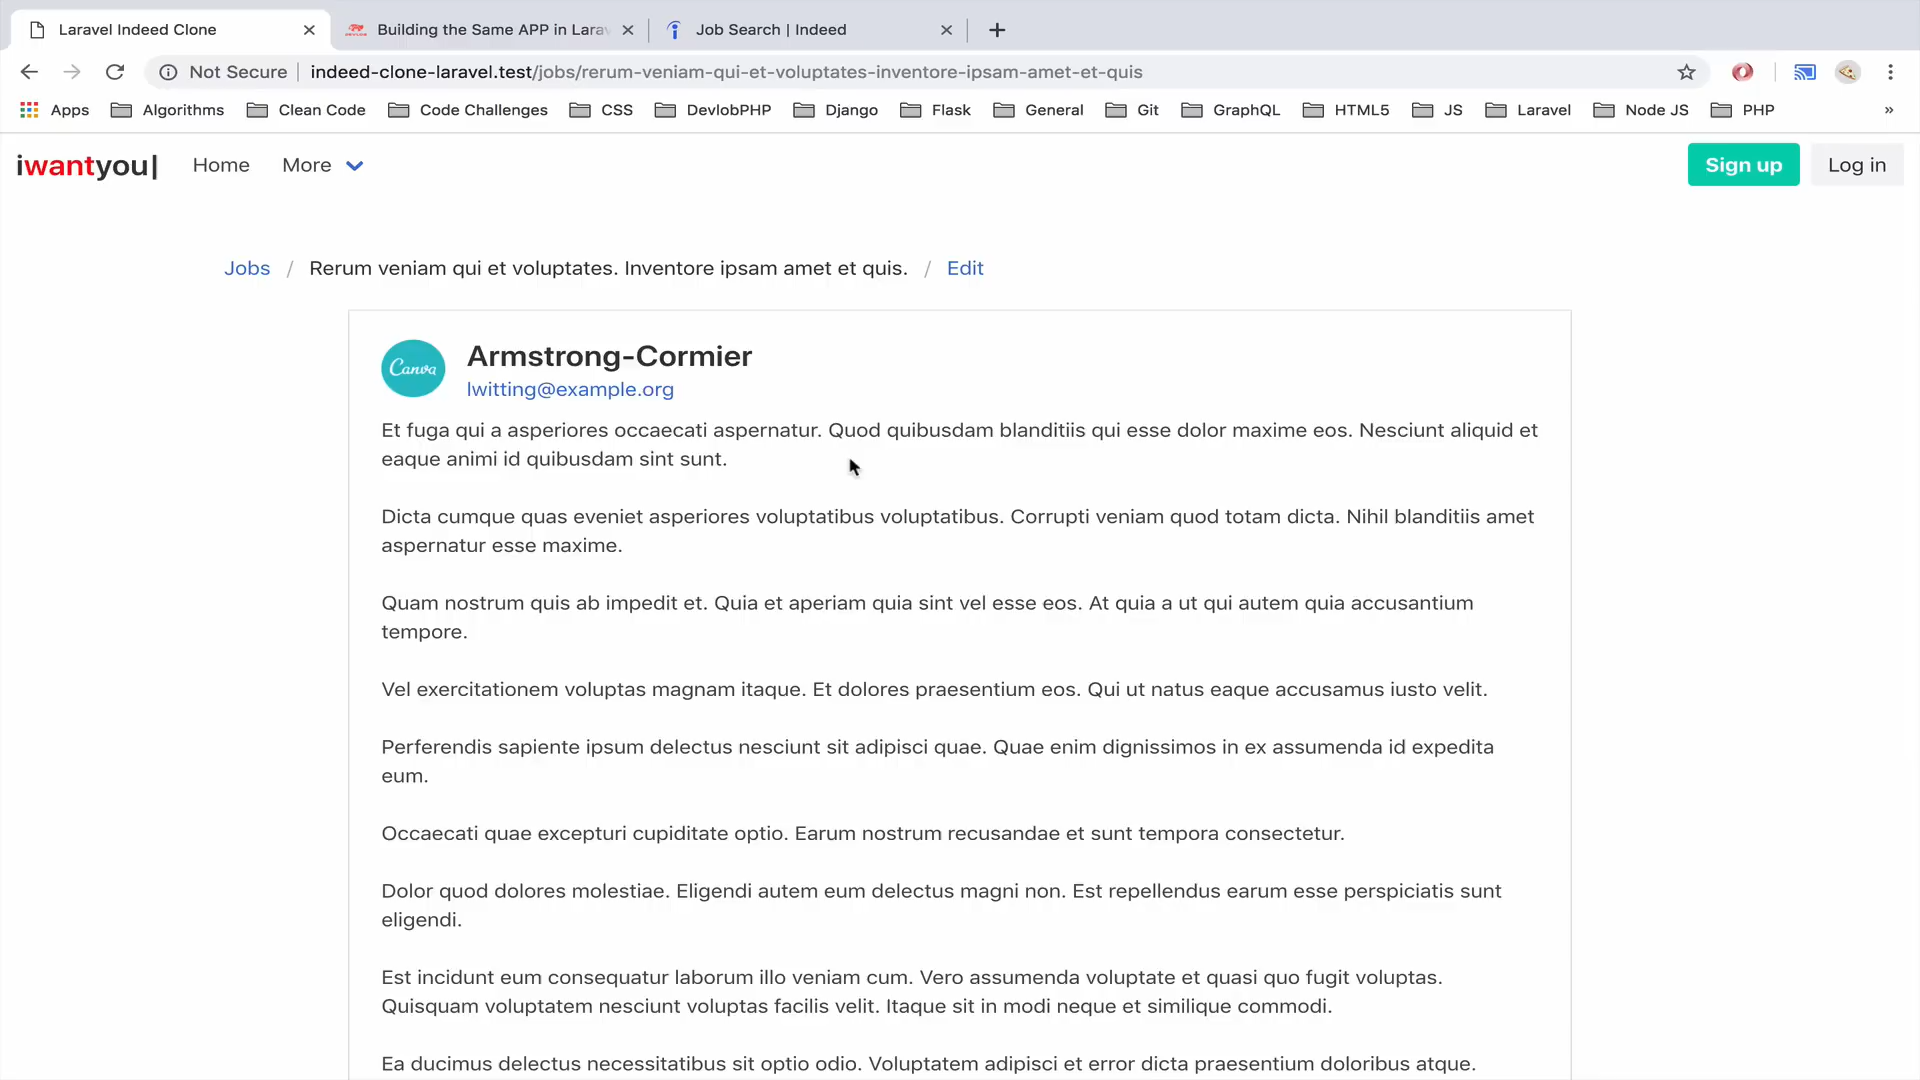 Laravel Indeed Clone
Building the Same APP in Larav
Job Search | Indeed
Not Secure
indeed-clone-laravel.test/jobs/rerum-veniam-qui-et-voluptates-inventore-ipsam-amet-et-quis
Apps
Algorithms
Clean Code
Code Challenges
CSS
DevlobPHP
Django
Flask
General
Git
GraphQL
HTML5
JS
Laravel
Node JS
PHP
»
iwantyou|
Home
More
Sign up
Log in
Jobs / Rerum veniam qui et voluptates. Inventore ipsam amet et quis. / Edit
Canva
Armstrong-Cormier
lwitting@example.org
Et fuga qui a asperiores occaecati aspernatur. Quod quibusdam blanditiis qui esse dolor maxime eos. Nesciunt aliquid et
eaque animi id quibusdam sint sunt.
Dicta cumque quas eveniet asperiores voluptatibus voluptatibus. Corrupti veniam quod totam dicta. Nihil blanditiis amet
aspernatur esse maxime.
Quam nostrum quis ab impedit et. Quia et aperiam quia sint vel esse eos. At quia a ut qui autem quia accusantium
tempore.
Vel exercitationem voluptas magnam itaque. Et dolores praesentium eos. Qui ut natus eaque accusamus iusto velit.
Perferendis sapiente ipsum delectus nesciunt sit adipisci quae. Quae enim dignissimos in ex assumenda id expedita
eum.
Occaecati quae excepturi cupiditate optio. Earum nostrum recusandae et sunt tempora consectetur.
Dolor quod dolores molestiae. Eligendi autem eum delectus magni non. Est repellendus earum esse perspiciatis sunt
eligendi.
Est incidunt eum consequatur laborum illo veniam cum. Vero assumenda voluptate et quasi quo fugit voluptas.
Quisquam voluptatem nesciunt voluptas facilis velit. Itaque sit in modi neque et similique commodi.
Ea ducimus delectus necessitatibus sit optio odio. Voluptatem adipisci et error dicta praesentium doloribus atque.